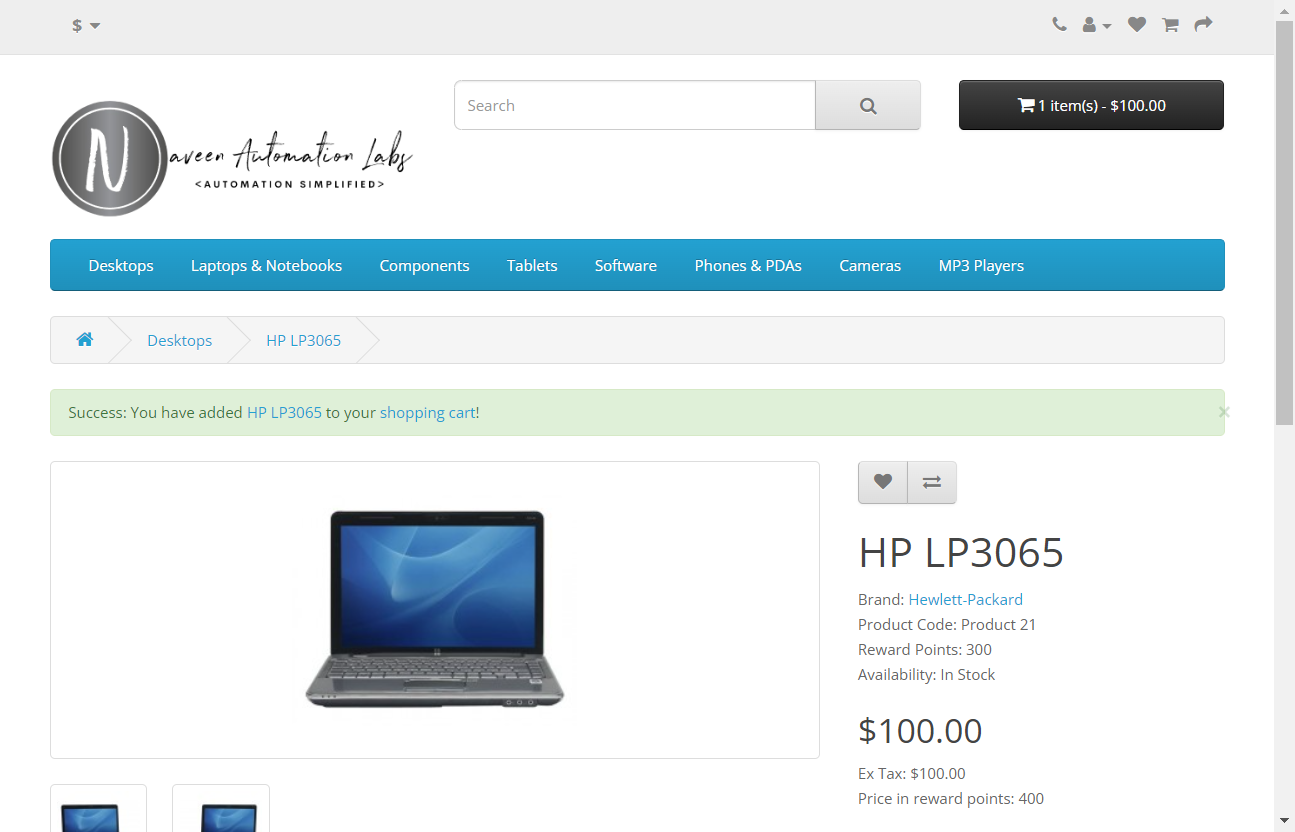 $
Search
1 item(s) - $100.00
N
aveen Automation Labs
<AUTOMATION SIMPLIFIED>
Desktops
Laptops & Notebooks
Components
Tablets
Software
Phones & PDAs
Cameras
MP3 Players
Desktops
HP LP3065
Success: You have added HP LP3065 to your shopping cart!
×
HP LP3065
Brand: Hewlett-Packard
Product Code: Product 21
Reward Points: 300
Availability: In Stock
$100.00
Ex Tax: $100.00
Price in reward points: 400